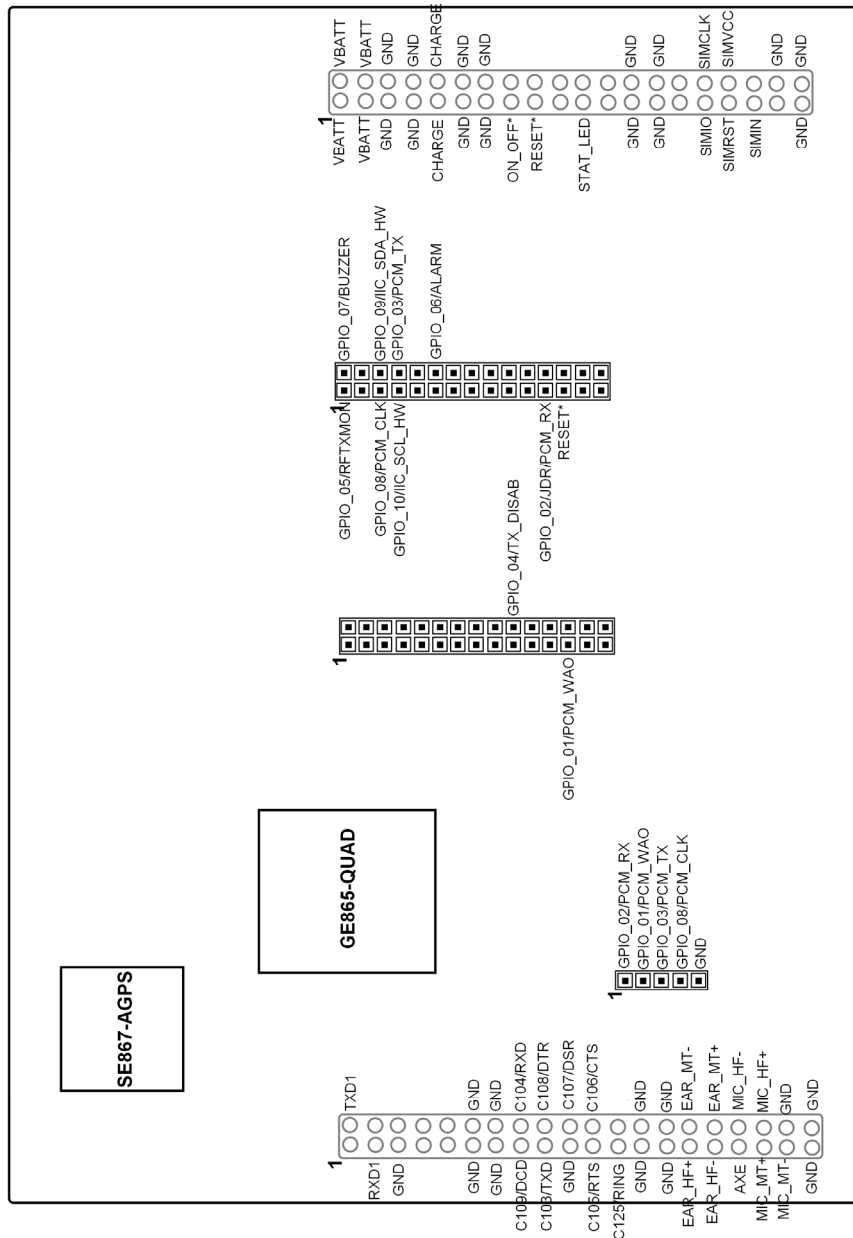 1
VBATT VBATT
VBATT VBATT
GND GND
GND GND
CHARGE CHARGE
GND GND
GND GND
ON_OFF*
RESET*
STAT_LED
GND GND
GND GND
SIMIO SIMCLK
SIMRST SIMVCC
SIMIN
GND
GND GND
1
GPIO_05/RFTXMON GPIO_07/BUZZER
GPIO_08/PCM_CLK GPIO_09/IIC_SDA_HW
GPIO_10/IIC_SCL_HW GPIO_03/PCM_TX
GPIO_06/ALARM
GPIO_02/JDR/PCM_RX
RESET*
1
GPIO_04/TX_DISAB
GPIO_01/PCM_WAO
GE865-QUAD
SE867-AGPS
1
GPIO_02/PCM_RX
GPIO_01/PCM_WAO
GPIO_03/PCM_TX
GPIO_08/PCM_CLK
GND
1
TXD1
RXD1
GND
GND GND
GND GND
C109/DCD C104/RXD
C103/TXD C108/DTR
GND C107/DSR
C105/RTS C106/CTS
C125/RING
GND GND
GND GND
EAR_HF+ EAR_MT-
EAR_HF- EAR_MT+
AXE MIC_HF-
MIC_MT+ MIC_HF+
MIC_MT- GND
GND GND